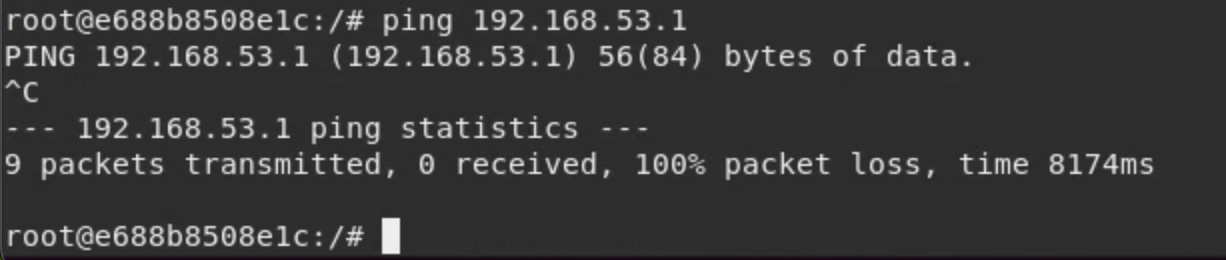 root@e688b8508e1c:/# ping 192.168.53.1
PING 192.168.53.1 (192.168.53.1) 56(84) bytes of data.
^C
--- 192.168.53.1 ping statistics ---
9 packets transmitted, 0 received, 100% packet loss, time 8174ms
root@e688b8508e1c:/#